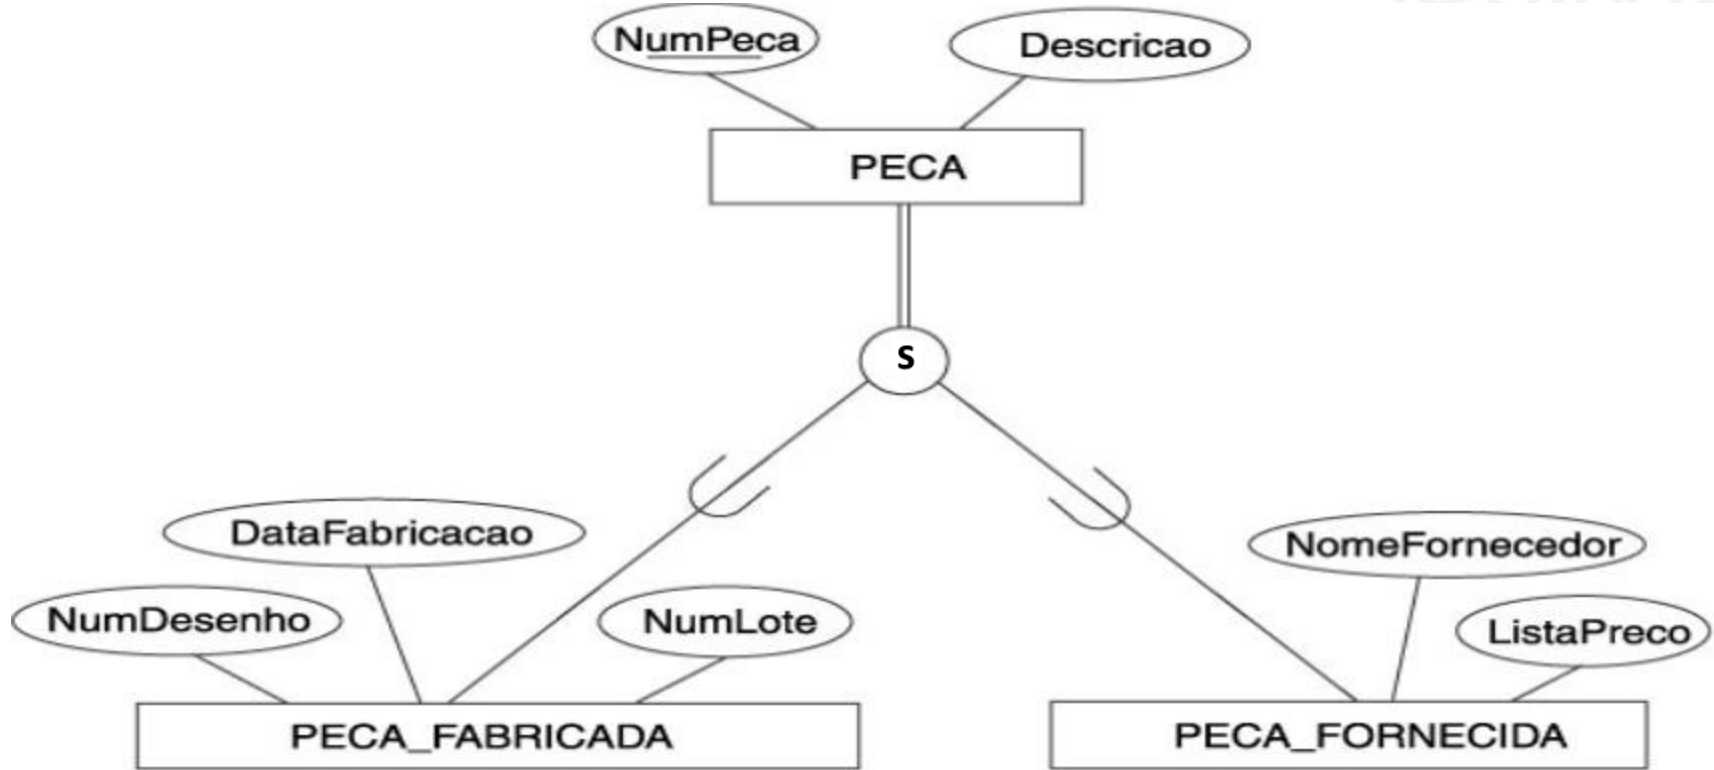 NumPeca
Descricao
PECA
S
DataFabricacao
NomeFornecedor
NumDesenho
NumLote
ListaPreco
PECA_FABRICADA
PECA_FORNECIDA